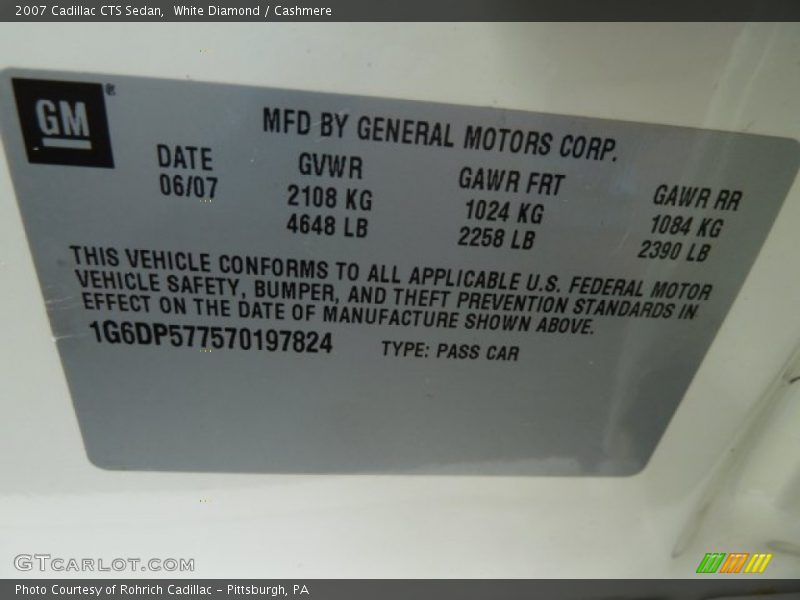 2007 Cadillac CTS Sedan,  White Diamond / Cashmere
GM®
MFD BY GENERAL MOTORS CORP.
DATE GVWR GAWR FRT GAWR RR
06/07 2108 KG 1024 KG 1084 KG
4648 LB 2258 LB 2390 LB
THIS VEHICLE CONFORMS TO ALL APPLICABLE U.S. FEDERAL MOTOR
VEHICLE SAFETY, BUMPER, AND THEFT PREVENTION STANDARDS IN
EFFECT ON THE DATE OF MANUFACTURE SHOWN ABOVE.
1G6DP577570197824 TYPE: PASS CAR
GTCARLOT.COM
Photo Courtesy of Rohrich Cadillac - Pittsburgh, PA